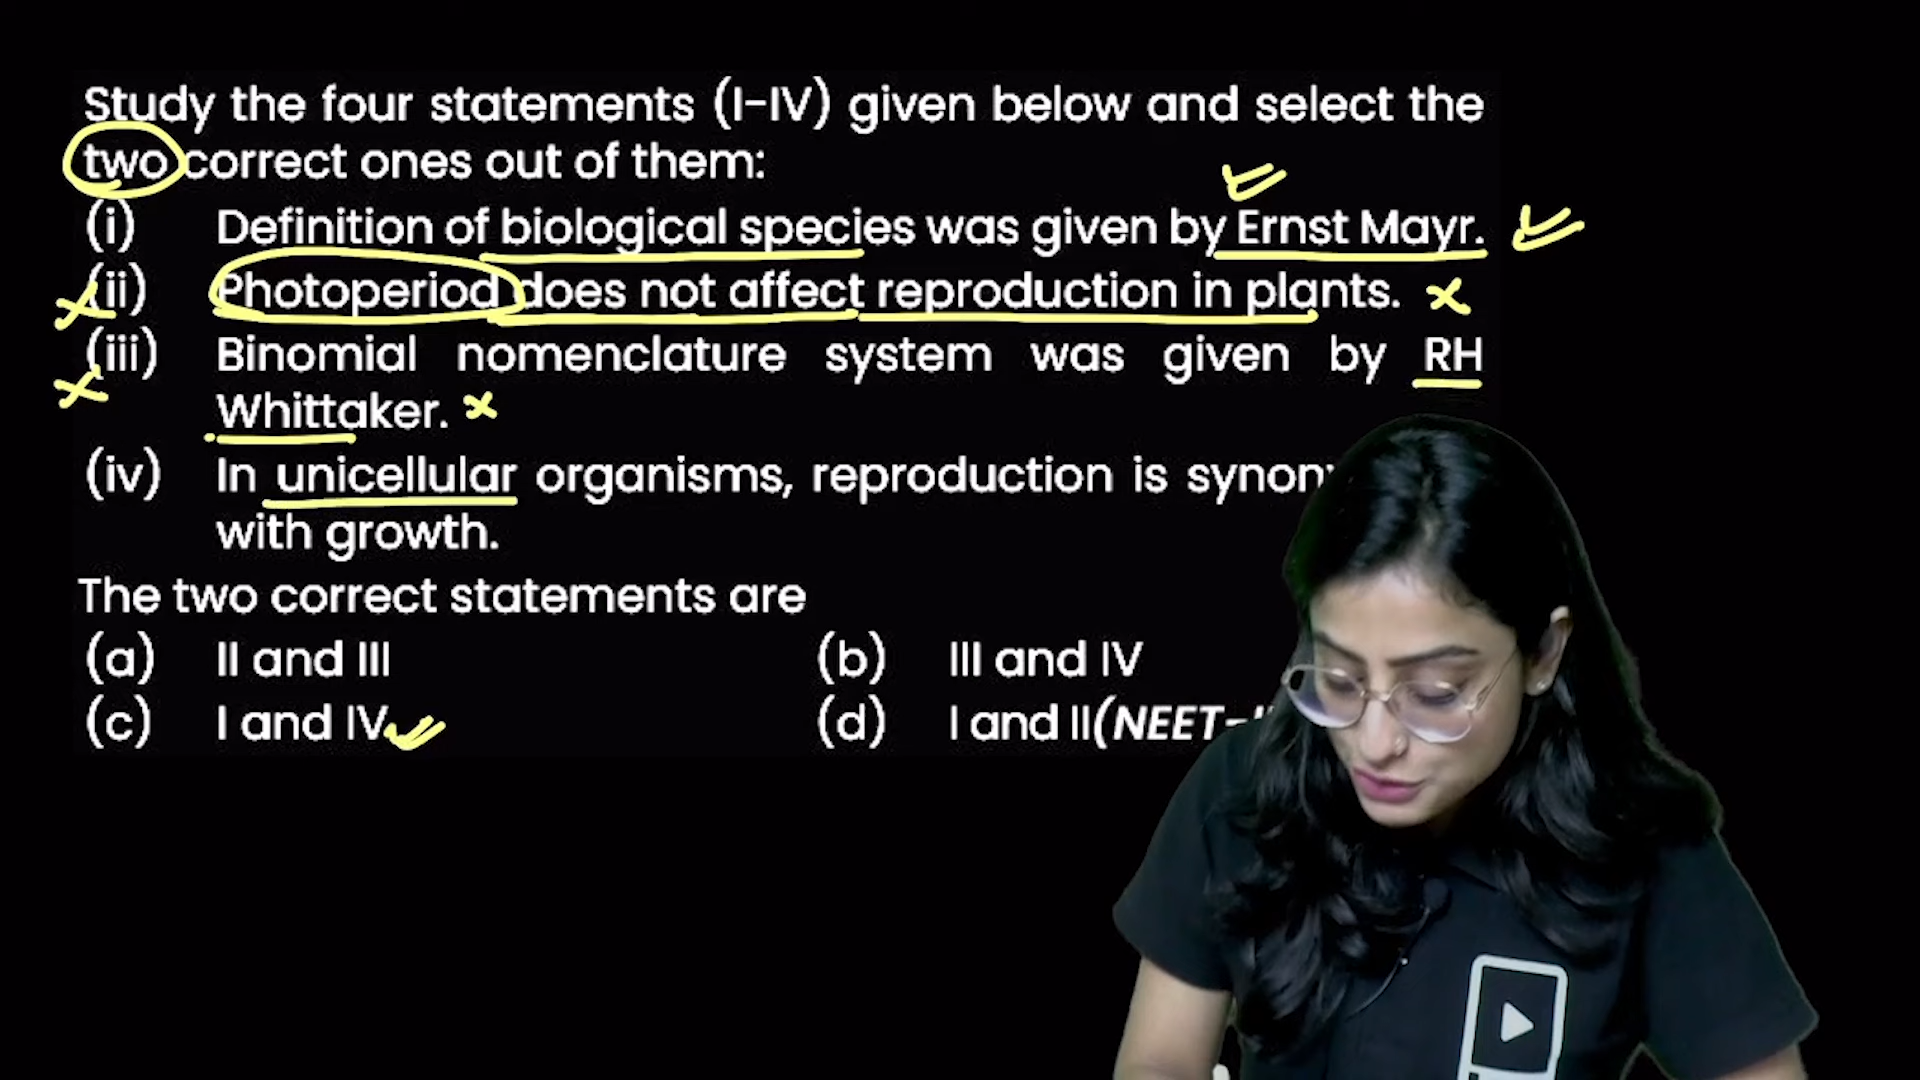 Study the four statements (I-IV) given below and select the
two correct ones out of them:
(i) Definition of biological species was given by Ernst Mayr.
(ii) Photoperiod does not affect reproduction in plants.
(iii) Binomial nomenclature system was given by RH
Whittaker.
(iv) In unicellular organisms, reproduction is
with growth.
The two correct statements are
(a) II and III (b) III and IV
(c) I and IV (d) I and II (NEET-